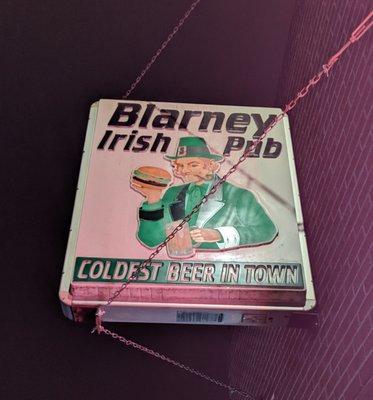 Blarney
Irish Pub
COLDEST BEER IN TOWN